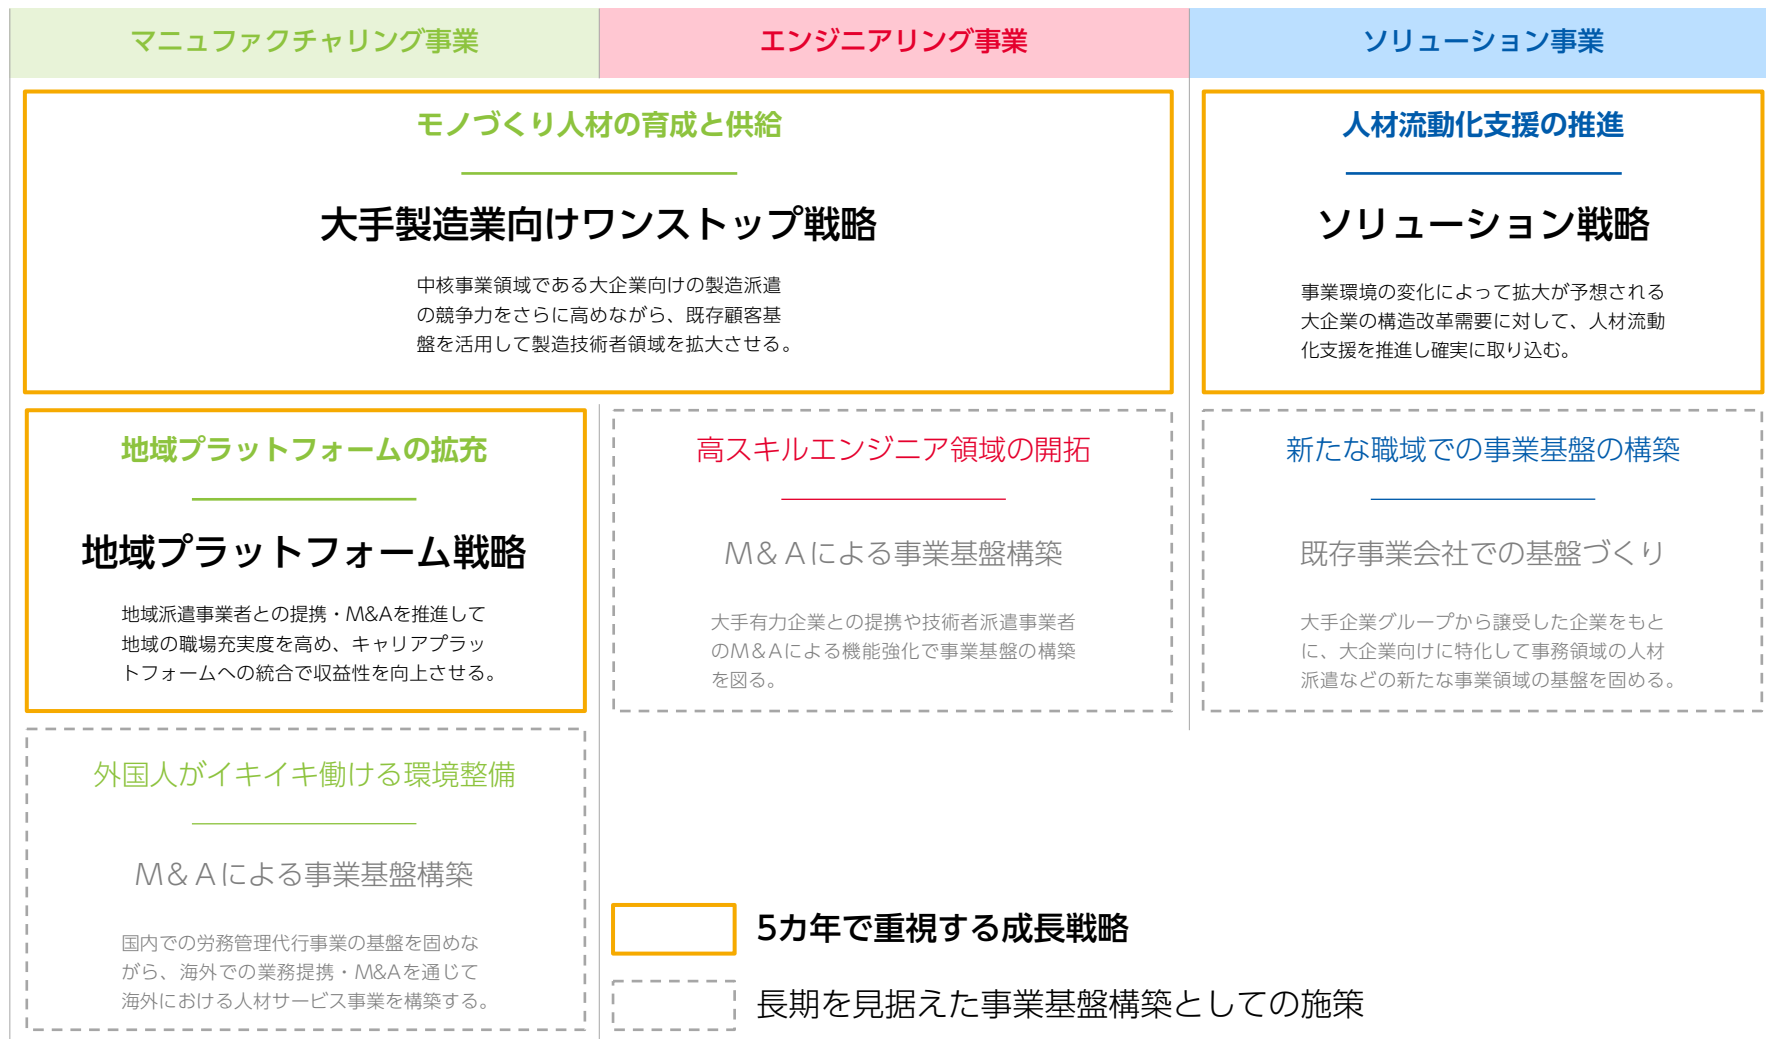 マニュファクチャリング事業
エンジニアリング事業
ソリューション事業
モノづくり人材の育成と供給
大手製造業向けワンストップ戦略
中核事業領域である大企業向けの製造派遣
の競争力をさらに高めながら、既存顧客基
盤を活用して製造技術者領域を拡大させる。
人材流動化支援の推進
ソリューション戦略
事業環境の変化によって拡大が予想される
大企業の構造改革需要に対して、人材流動
化支援を推進し確実に取り込む。
地域プラットフォームの拡充
地域プラットフォーム戦略
地域派遣事業者との提携・M&Aを推進して
地域の職場充実度を高め、キャリアプラッ
トフォームへの統合で収益性を向上させる。
高スキルエンジニア領域の開拓
M&Aによる事業基盤構築
大手有力企業との提携や技術者派遣事業者
のM&Aによる機能強化で事業基盤の構築
を図る。
新たな職域での事業基盤の構築
既存事業会社での基盤づくり
大手企業グループから譲受した企業をもと
に、大企業向けに特化して事務領域の人材
派遣などの新たな事業領域の基盤を固める。
外国人がイキイキ働ける環境整備
M&Aによる事業基盤構築
国内での労務管理代行事業の基盤を固めな
がら、海外での業務提携・M&Aを通じて
海外における人材サービス事業を構築する。
5カ年で重視する成長戦略
長期を見据えた事業基盤構築としての施策